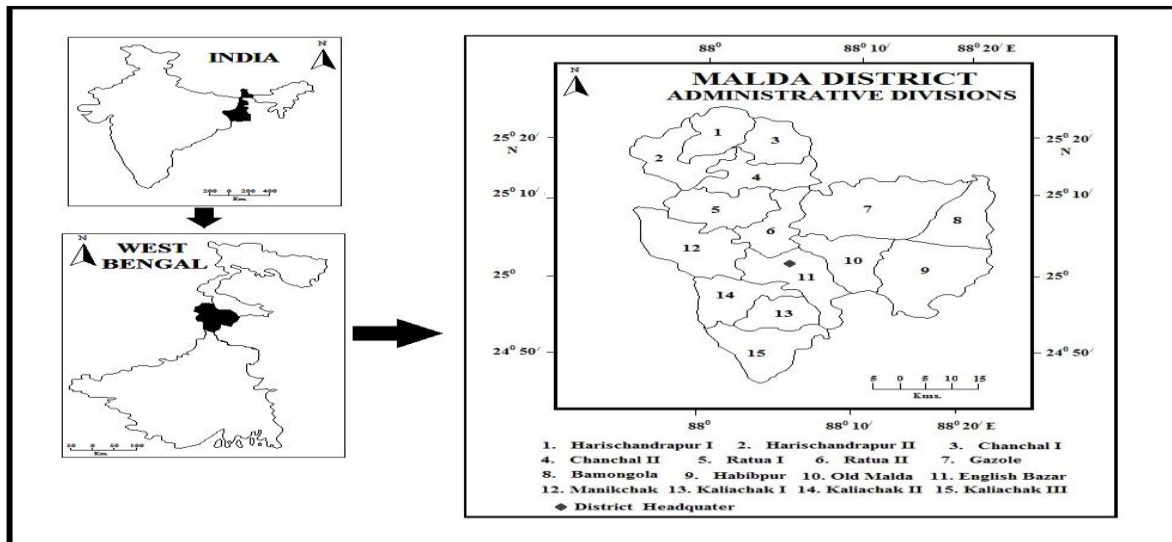 INDIA
N
200 0 200 400
Km.
WEST
BENGAL
N
50 0 50 100
Km.
88⁰ 88⁰ 10′ 88⁰ 20′ E
N
MALDA DISTRICT
ADMINISTRATIVE DIVISIONS
25⁰ 20′
N
25⁰ 20′
N
25⁰ 10′
25⁰ 10′
25⁰
25⁰
24⁰ 50′
24⁰ 50′
1
3
2
4
5
7
8
6
12
10
9
11
14
13
15
5 0 5 10 15
Kms.
88⁰ 88⁰ 10′ 88⁰ 20′ E
1. Harischandrapur I 2. Harischandrapur II 3. Chanchal I
4 Chanchal II 5. Ratua I 6. Ratua II 7. Gazole
8. Bamongola 9. Habibpur 10. Old Malda 11. English Bazar
12. Manikchak 13. Kaliachak I 14. Kaliachak II 15. Kaliachak III
District Headquater